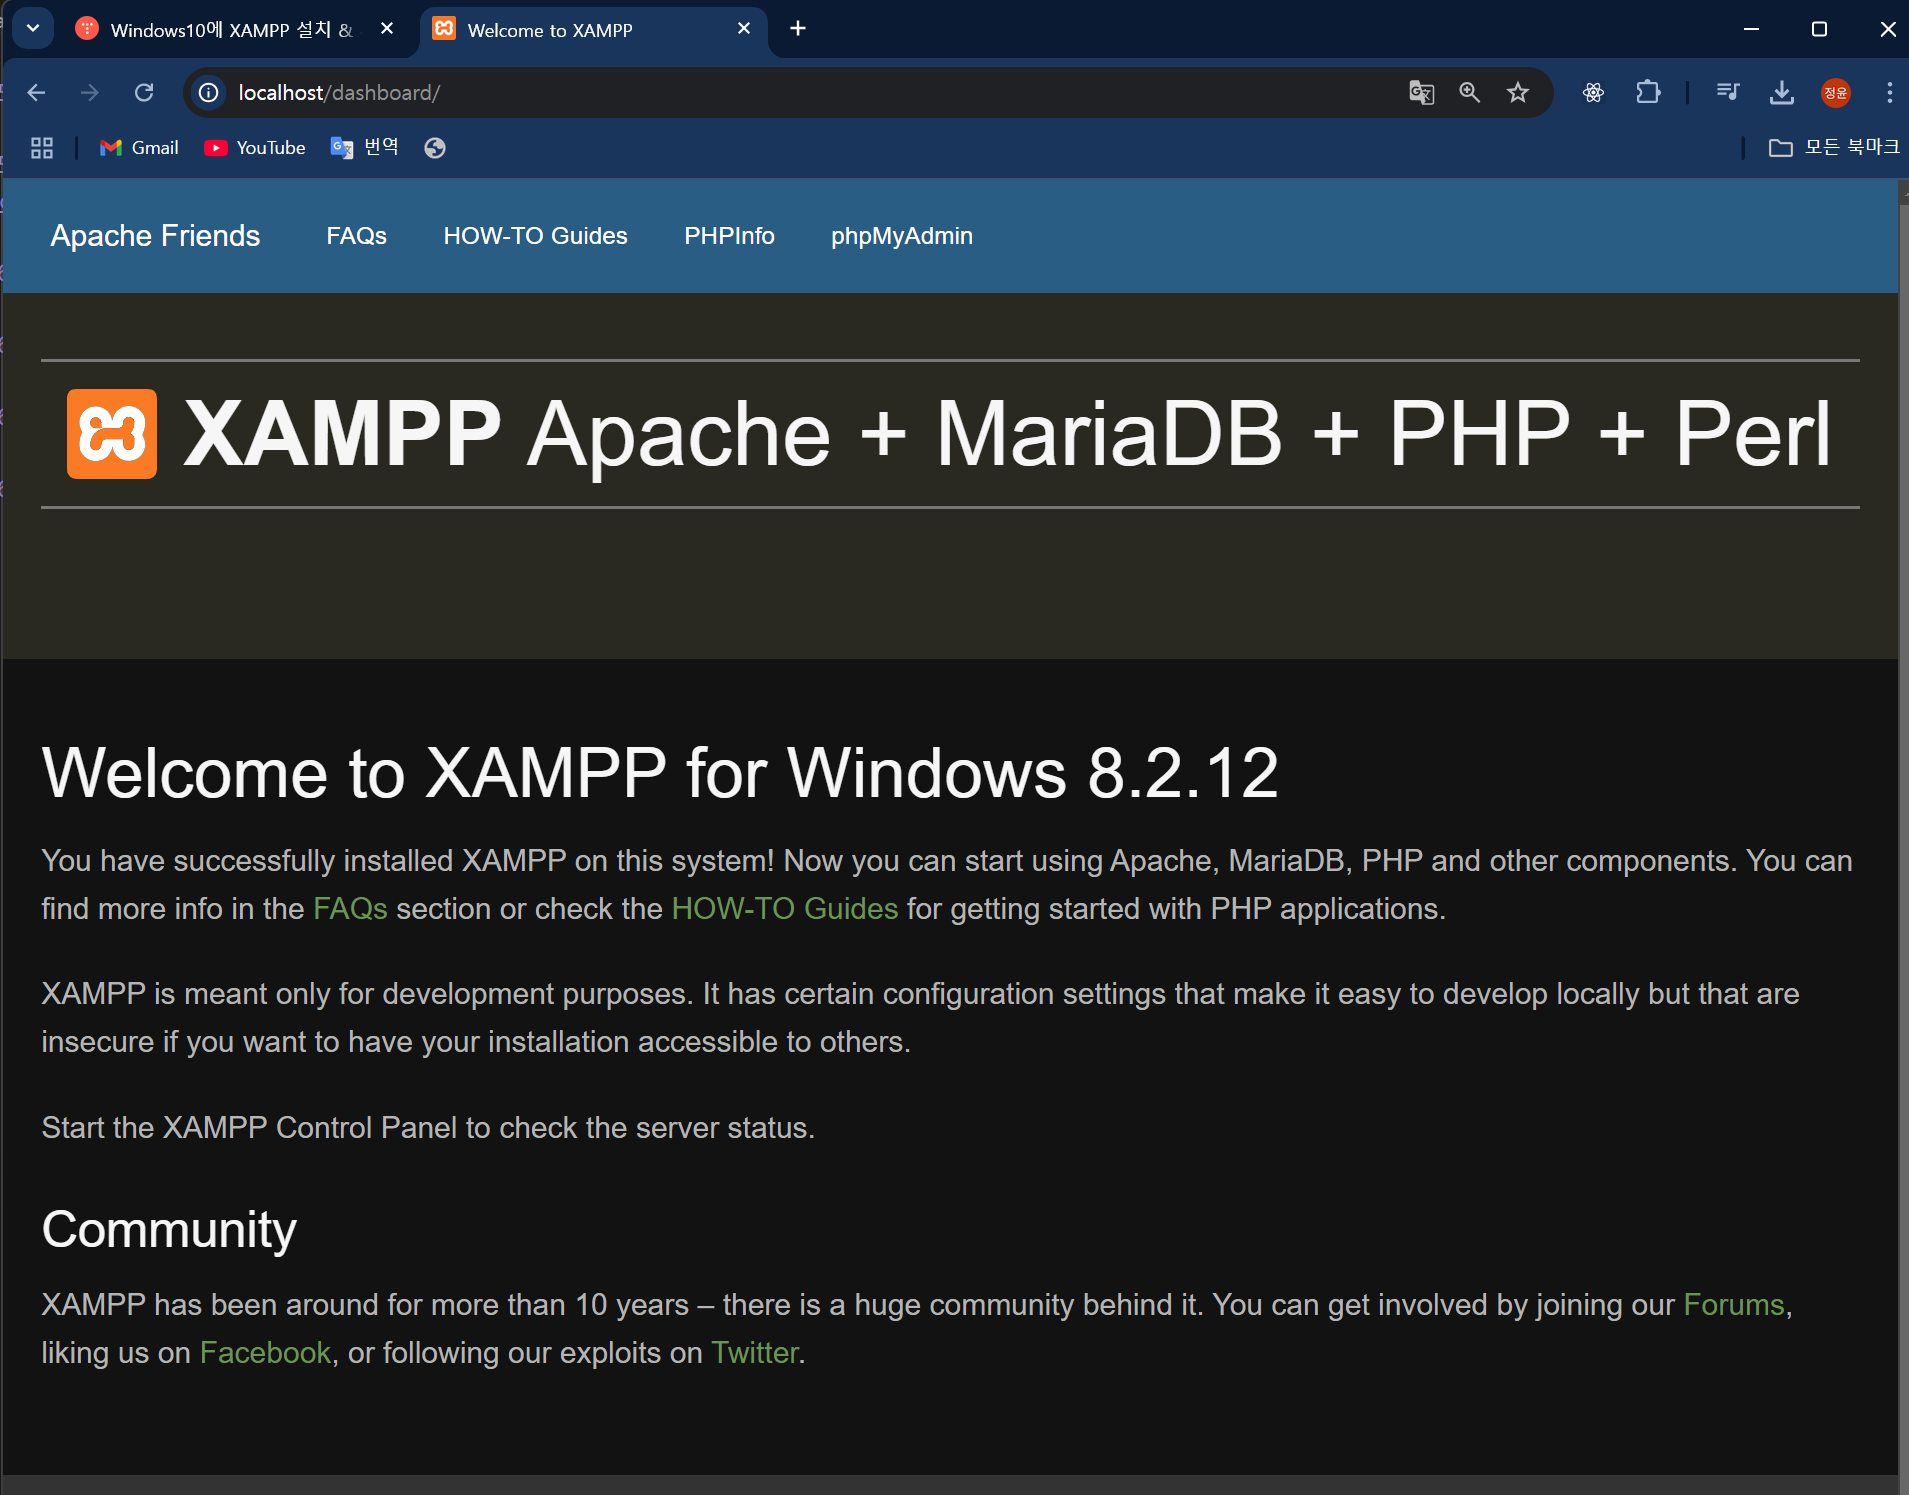 Windows10에 XAMPP 설치 &
Welcome to XAMPP
localhost/dashboard/
정윤
Gmail
YouTube
번역
모든 북마크
Apache Friends
FAQs
HOW-TO Guides
PHPInfo
phpMyAdmin
XAMPP Apache + MariaDB + PHP + Perl
Welcome to XAMPP for Windows 8.2.12
You have successfully installed XAMPP on this system! Now you can start using Apache, MariaDB, PHP and other components. You can
find more info in the FAQs section or check the HOW-TO Guides for getting started with PHP applications.
XAMPP is meant only for development purposes. It has certain configuration settings that make it easy to develop locally but that are
insecure if you want to have your installation accessible to others.
Start the XAMPP Control Panel to check the server status.
Community
XAMPP has been around for more than 10 years – there is a huge community behind it. You can get involved by joining our Forums,
liking us on Facebook, or following our exploits on Twitter.